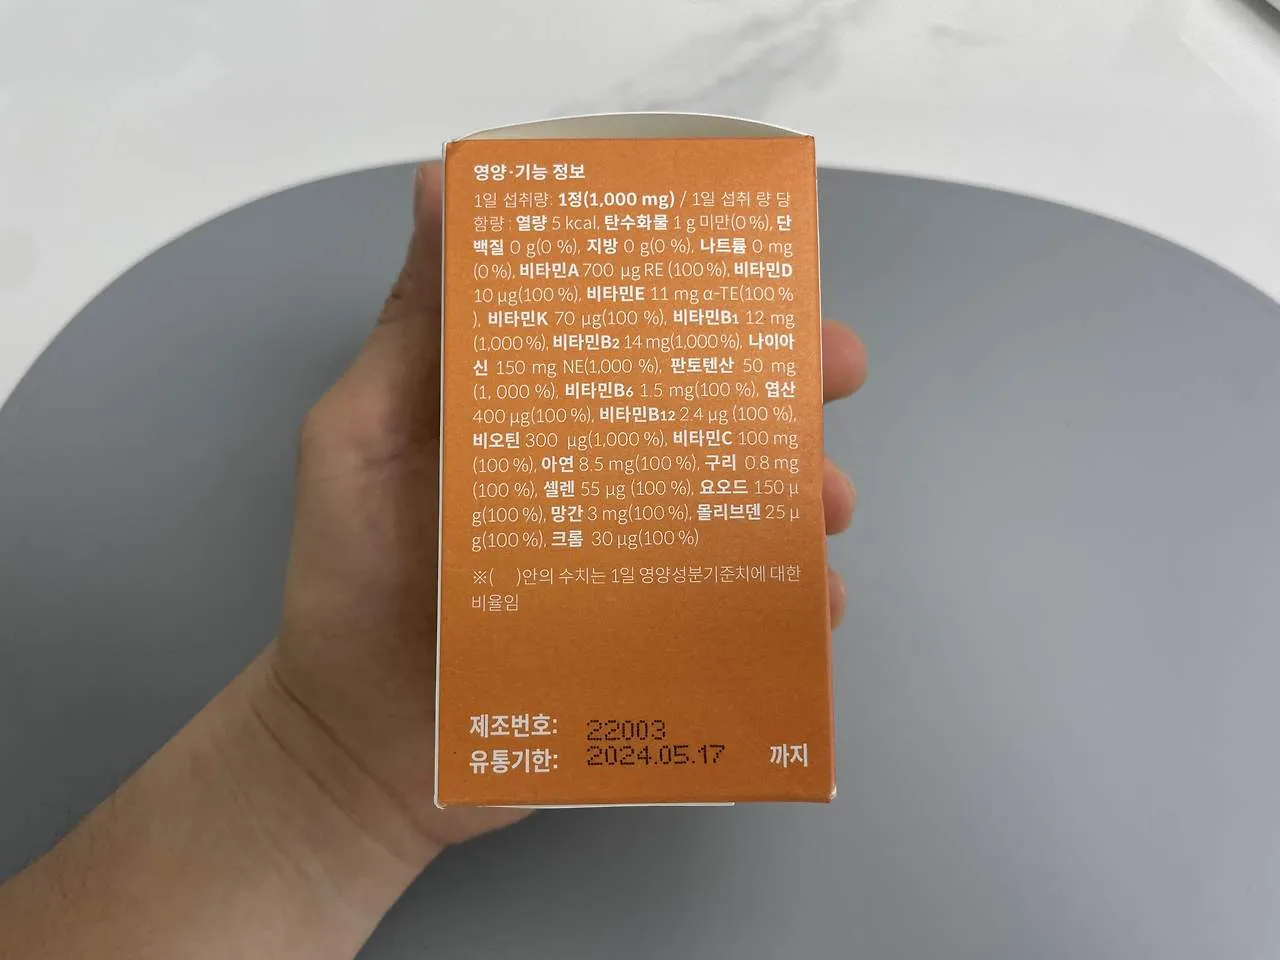 영양·기능 정보
1일 섭취량: 1정(1,000 mg) / 1일 섭취 량 당
함량 : 열량 5 kcal, 탄수화물 1 g 미만(0 %), 단
백질 0 g(0 %), 지방 0 g(0 %), 나트륨 0 mg
(0 %), 비타민A 700 μg RE (100 %), 비타민D
10 μg(100 %), 비타민E 11 mg α-TE(100 %
), 비타민K 70 μg(100 %), 비타민B1 12 mg
(1,000 %), 비타민B2 14 mg(1,000 %), 나이아
신 150 mg NE(1,000 %), 판토텐산 50 mg
(1, 000 %), 비타민B6 1.5 mg(100 %), 엽산
400 μg(100 %), 비타민B12 2.4 μg (100 %),
비오틴 300 μg(1,000 %), 비타민C 100 mg
(100 %), 아연 8.5 mg(100 %), 구리 0.8 mg
(100 %), 셀렌 55 μg (100 %), 요오드 150 μ
g(100 %), 망간 3 mg(100 %), 몰리브덴 25 μ
g(100 %), 크롬 30 μg(100 %)
※( )안의 수치는 1일 영양성분기준치에 대한
비율임
제조번호: 22003
유통기한: 2024.05.17 까지